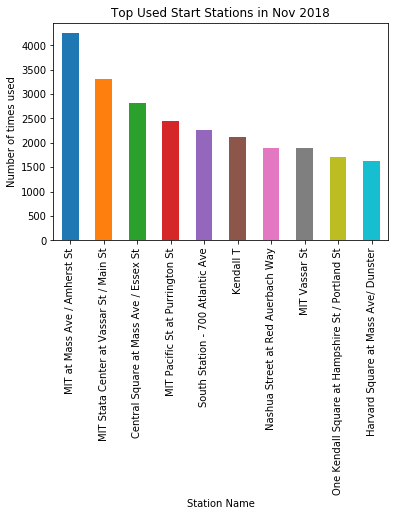 Top Used Start Stations in Nov 2018
Number of times used
4000
3500
3000
2500
2000
1500
1000
500
0
MIT at Mass Ave / Amherst St
MIT Stata Center at Vassar St / Main St
Central Square at Mass Ave / Essex St
MIT Pacific St at Purrington St
South Station - 700 Atlantic Ave
Kendall T
Nashua Street at Red Auerbach Way
MIT Vassar St
One Kendall Square at Hampshire St / Portland St
Harvard Square at Mass Ave/ Dunster
Station Name